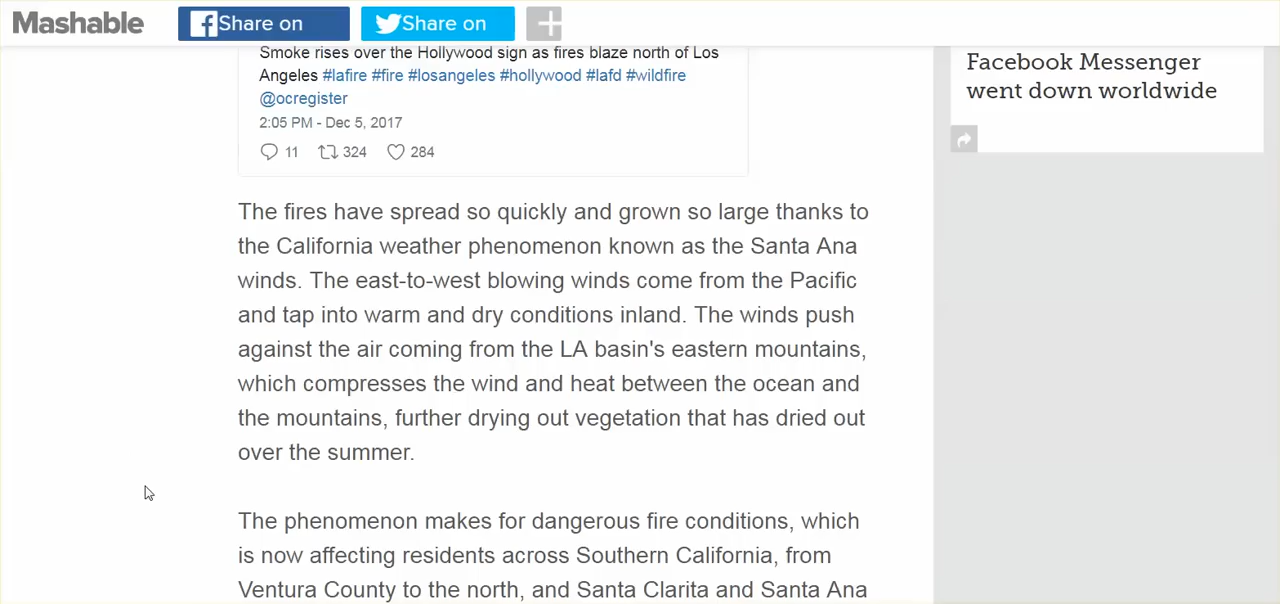 Mashable
Share on
Share on
Smoke rises over the Hollywood sign as fires blaze north of Los
Angeles #lafire #fire #losangeles #hollywood #lafd #wildfire
@ocregister
2:05 PM - Dec 5, 2017
11 324 284
The fires have spread so quickly and grown so large thanks to
the California weather phenomenon known as the Santa Ana
winds. The east-to-west blowing winds come from the Pacific
and tap into warm and dry conditions inland. The winds push
against the air coming from the LA basin's eastern mountains,
which compresses the wind and heat between the ocean and
the mountains, further drying out vegetation that has dried out
over the summer.
The phenomenon makes for dangerous fire conditions, which
is now affecting residents across Southern California, from
Ventura County to the north, and Santa Clarita and Santa Ana
Facebook Messenger
went down worldwide